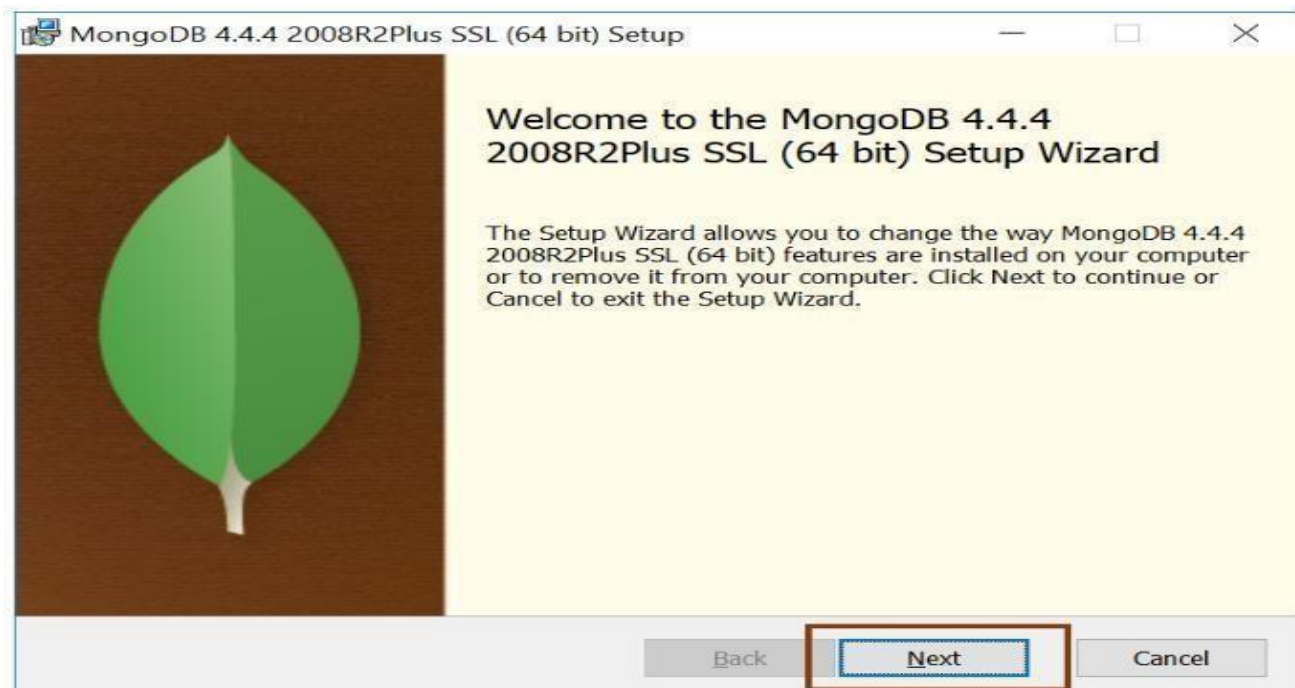 MongoDB 4.4.4 2008R2Plus SSL (64 bit) Setup
Welcome to the MongoDB 4.4.4
2008R2Plus SSL (64 bit) Setup Wizard
The Setup Wizard allows you to change the way MongoDB 4.4.4
2008R2Plus SSL (64 bit) features are installed on your computer
or to remove it from your computer. Click Next to continue or
Cancel to exit the Setup Wizard.
Back Next Cancel